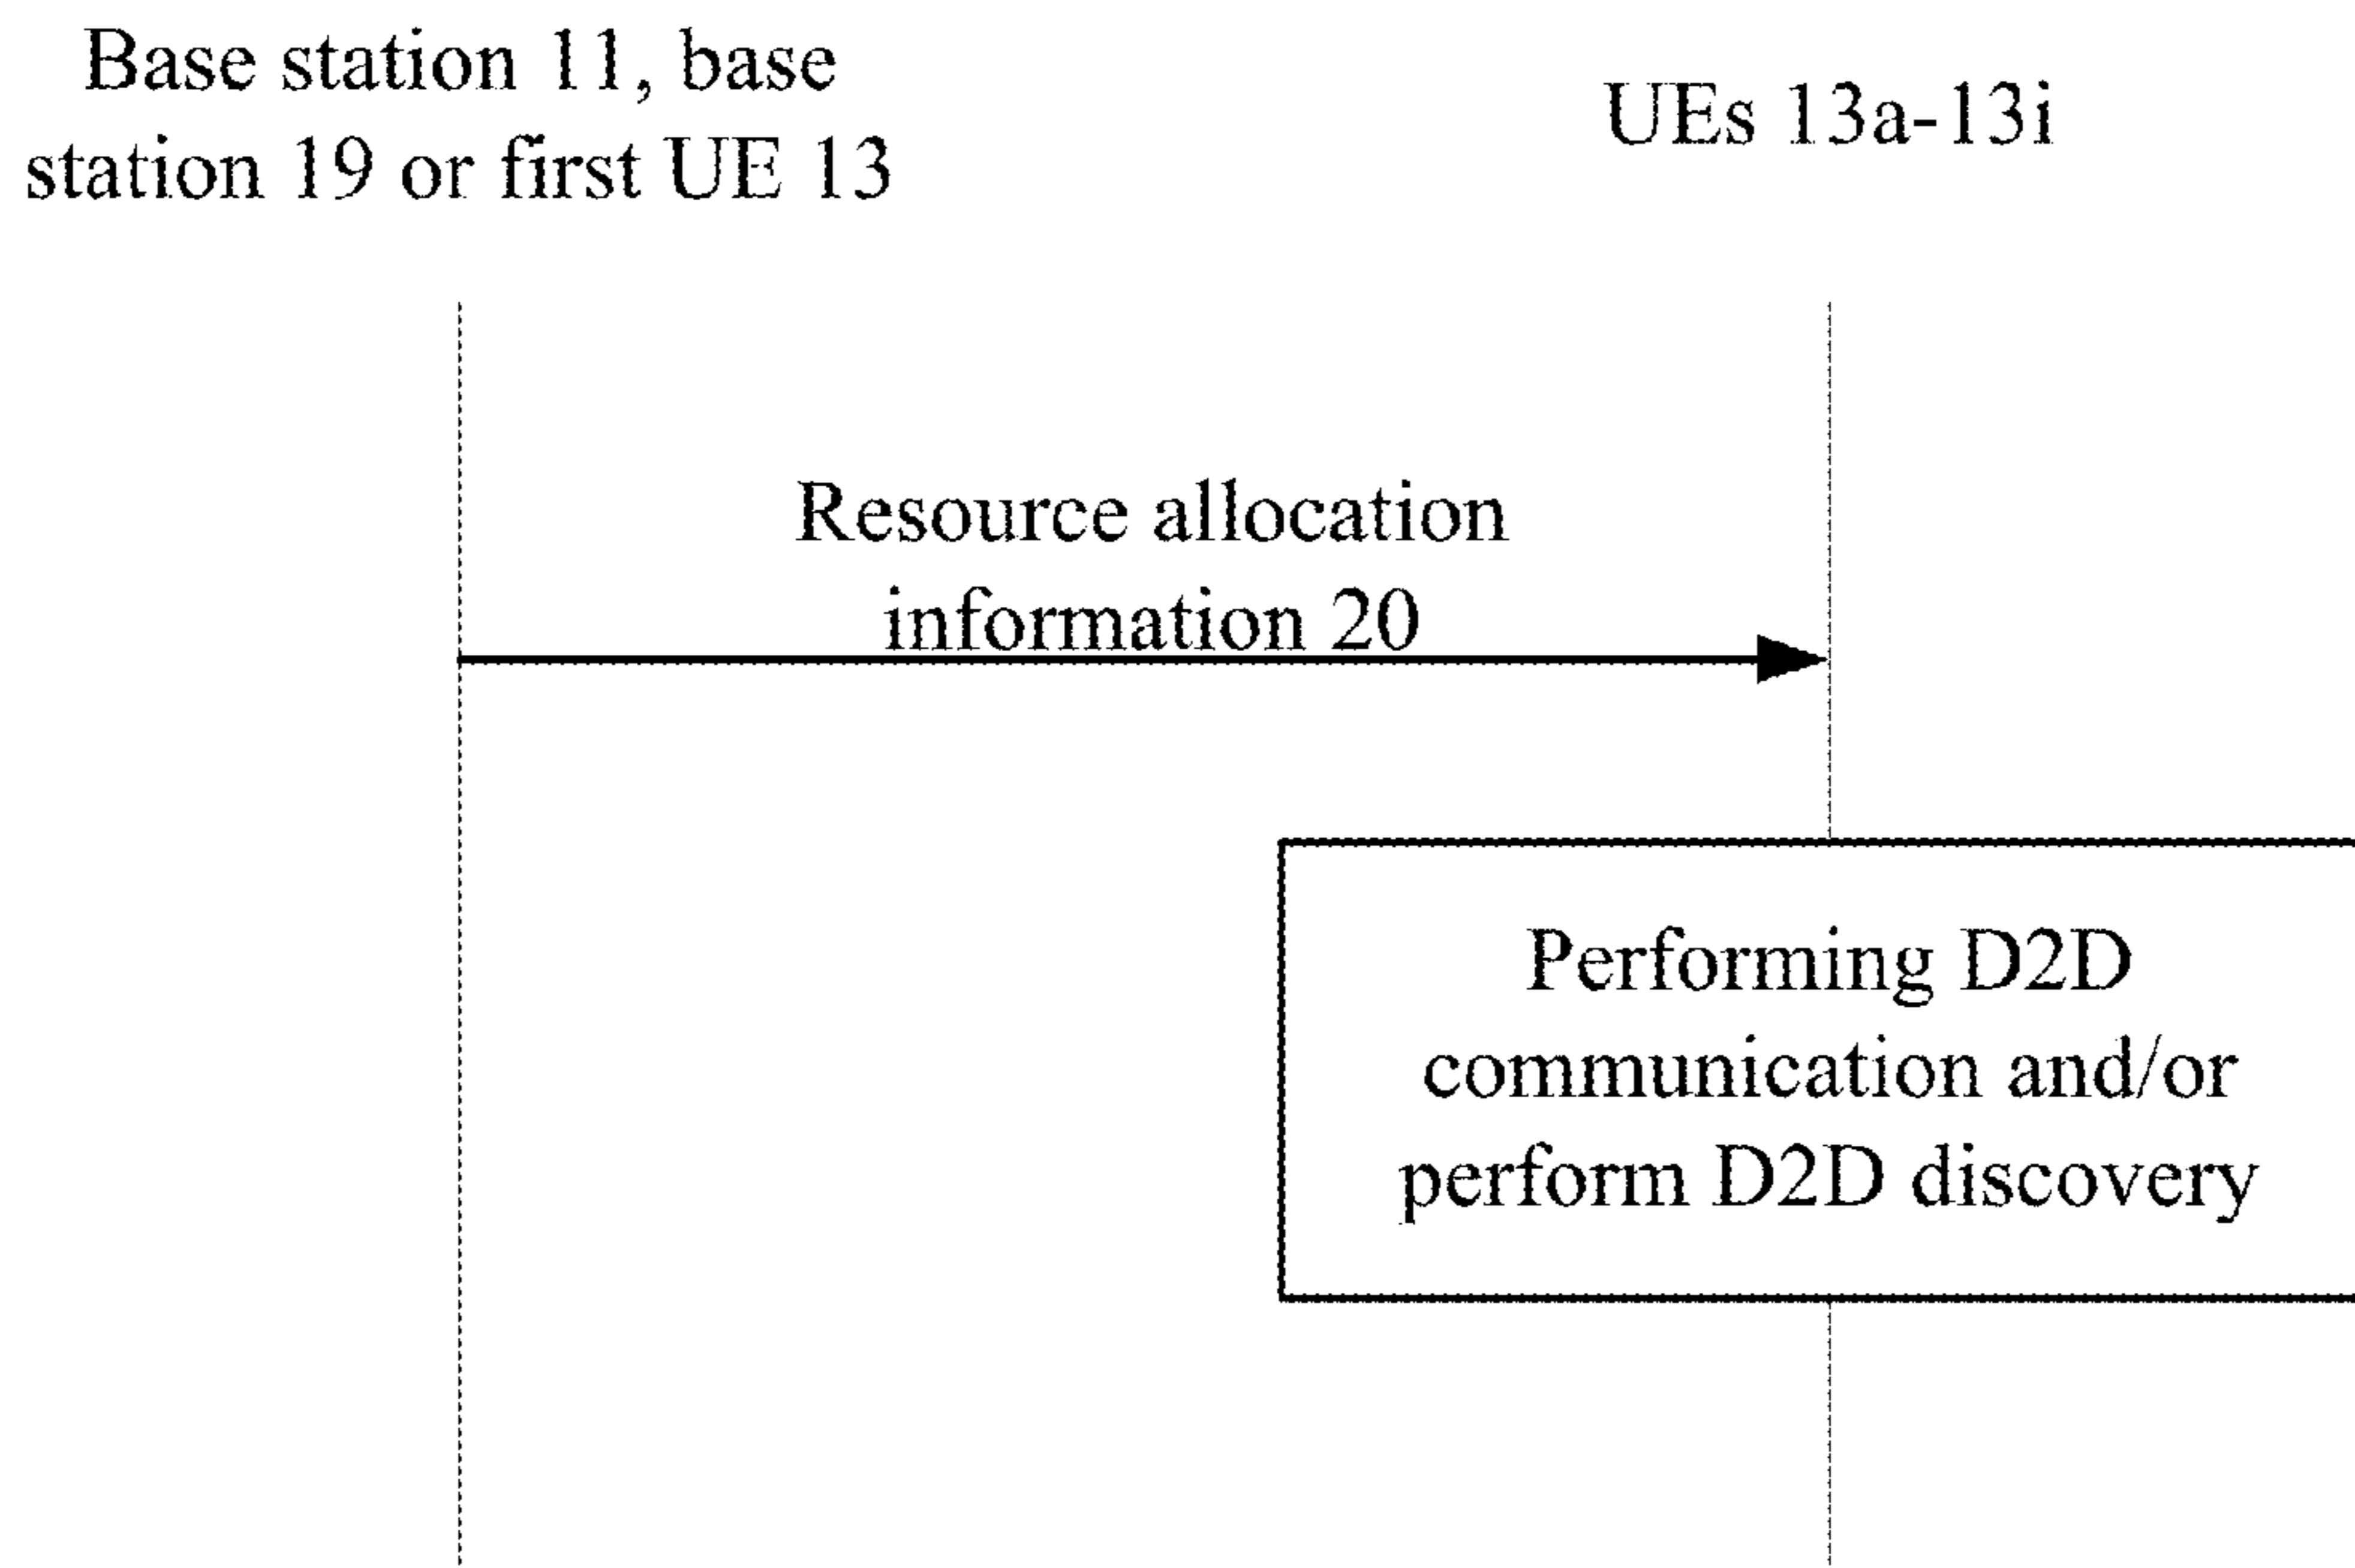 Base station 11, base
station 19 or first UE 13
UEs 13a-13i
Resource allocation
information 20
Performing D2D
communication and/or
perform D2D discovery